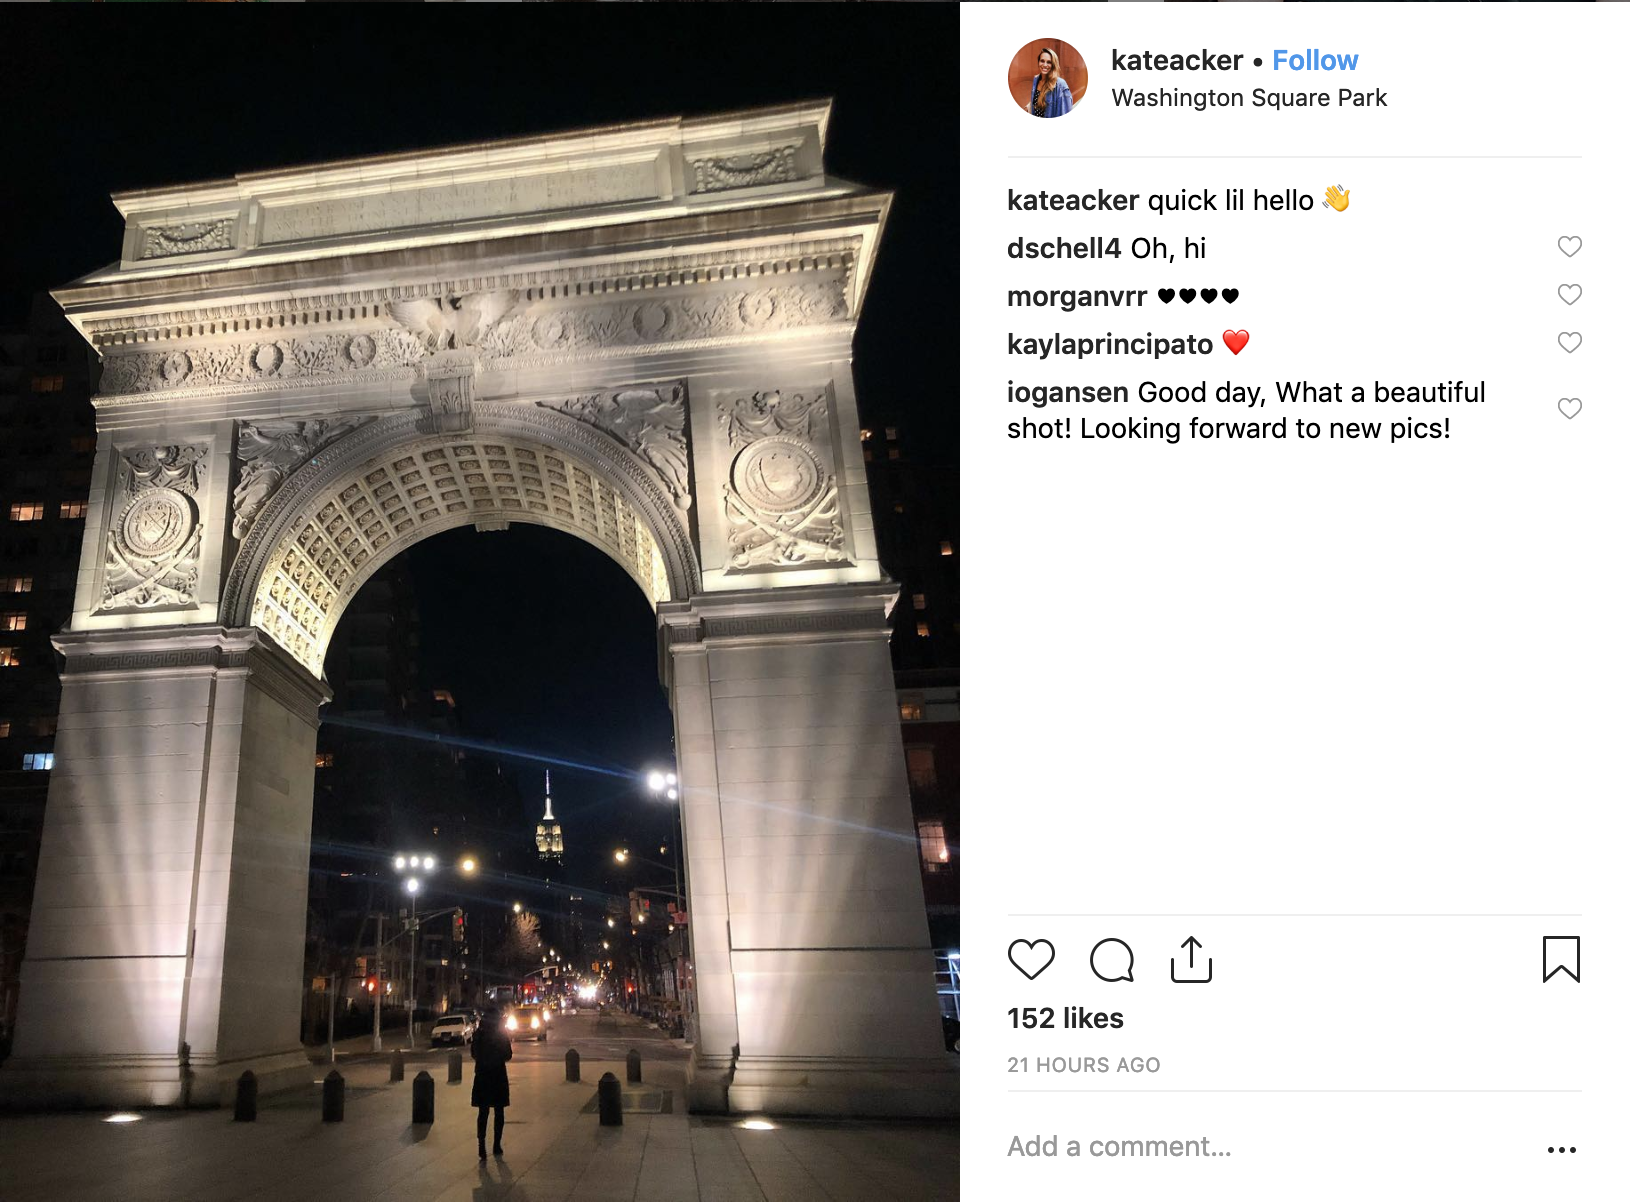 kateacker • Follow
Washington Square Park
kateacker quick lil hello 👋
dschell4 Oh, hi
morganvrr ♥♥♥♥
kaylaprincipato ❤️
iogansen Good day, What a beautiful
shot! Looking forward to new pics!
152 likes
21 HOURS AGO
Add a comment...